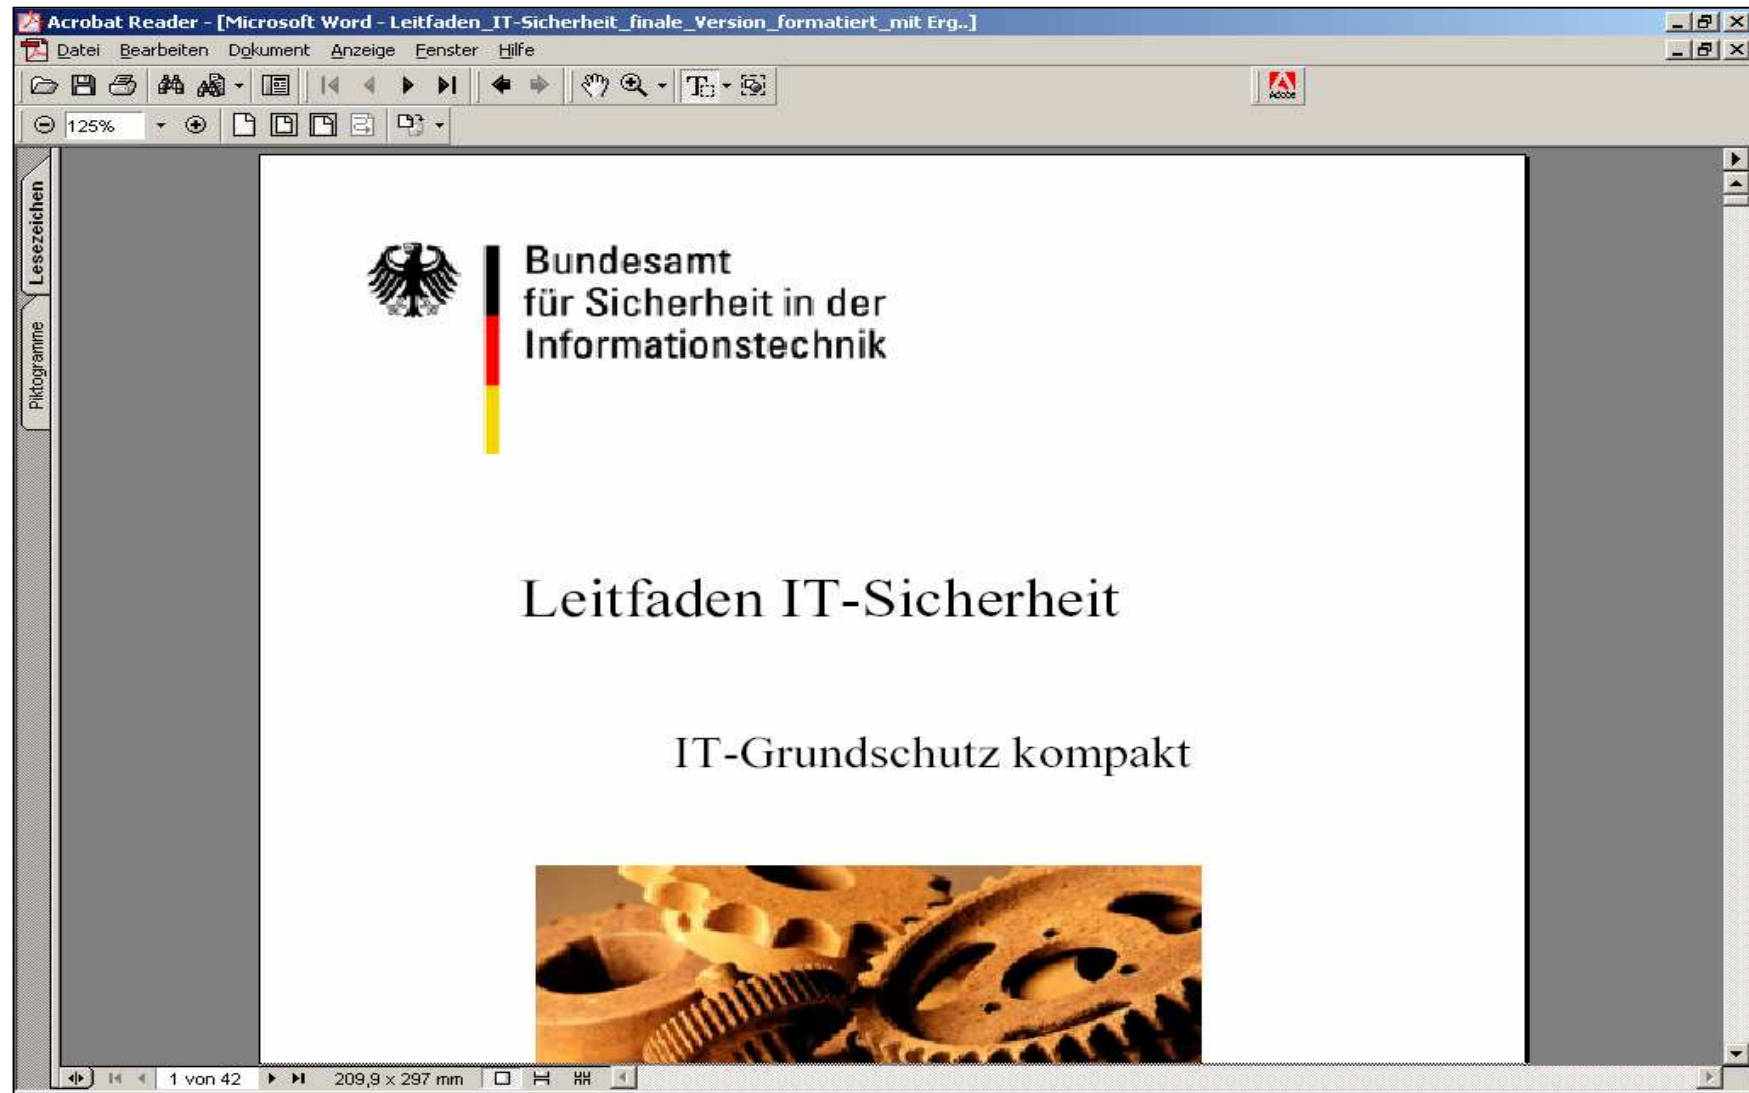 Acrobat Reader - [Microsoft Word - Leitfaden_IT-Sicherheit_finale_Version_formatiert_mit Erg..]
Datei Bearbeiten Dokument Anzeige Fenster Hilfe
Adobe
125%
Lesezeichen
Piktogramme
Bundesamt
für Sicherheit in der
Informationstechnik
Leitfaden IT-Sicherheit
IT-Grundschutz kompakt
1 von 42 209,9 x 297 mm